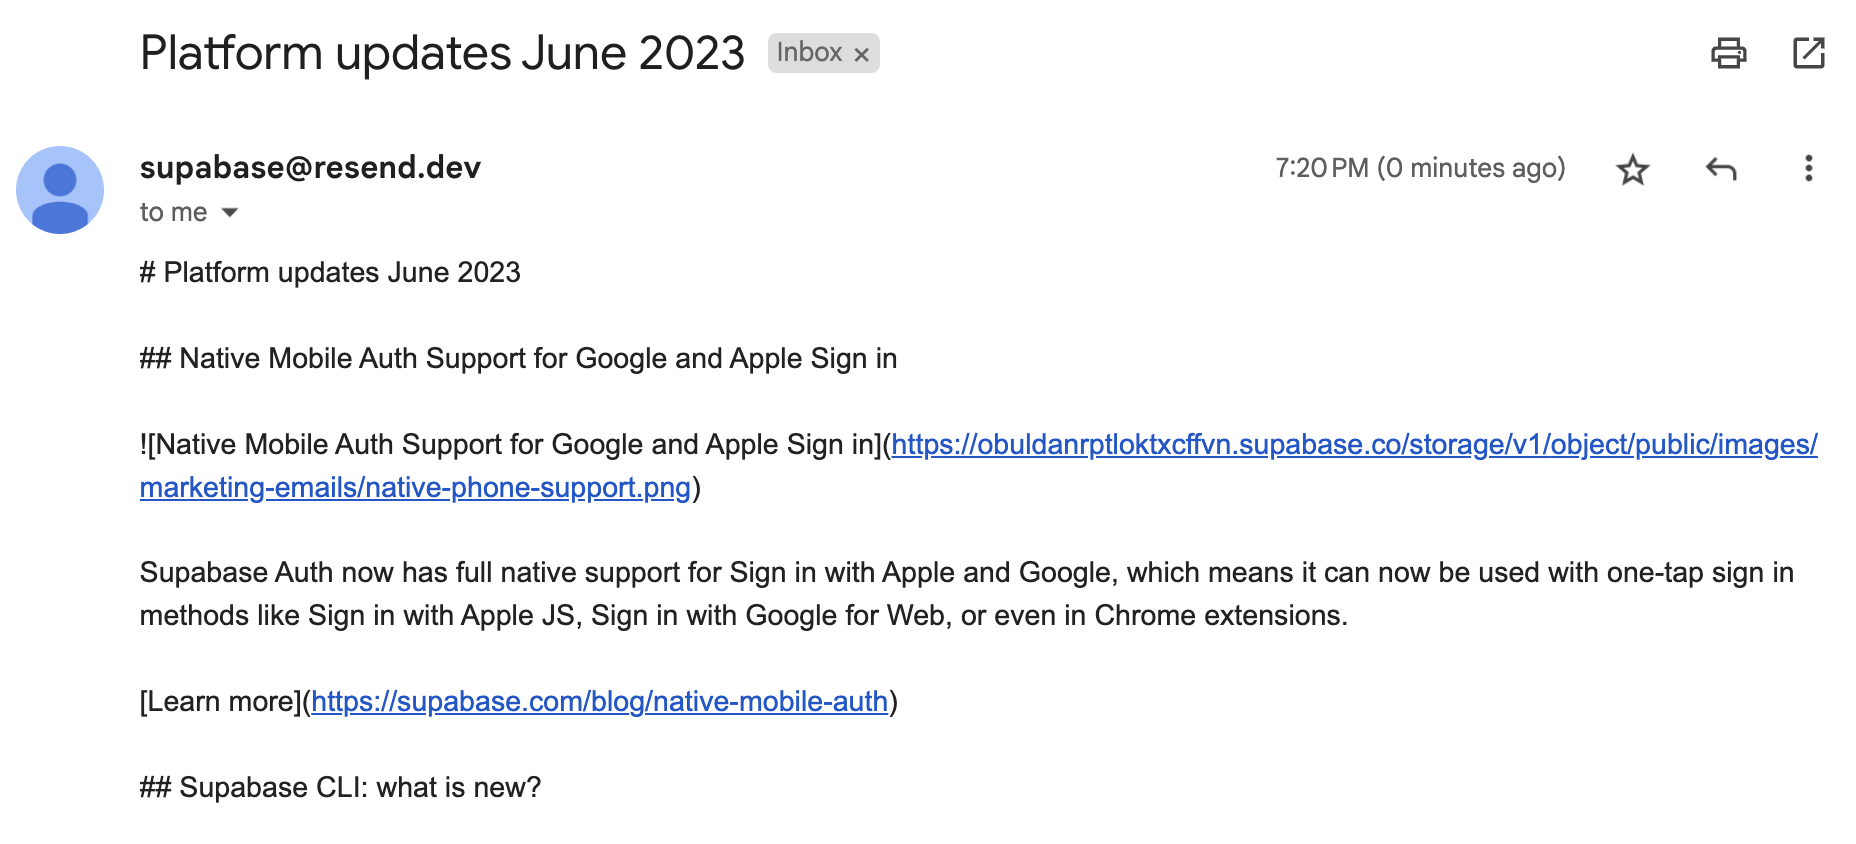 Platform updates June 2023 Inbox ×
supabase@resend.dev 7:20 PM (0 minutes ago)
to me
# Platform updates June 2023
## Native Mobile Auth Support for Google and Apple Sign in
![Native Mobile Auth Support for Google and Apple Sign in](https://obuldanrptloktxcffvn.supabase.co/storage/v1/object/public/images/
marketing-emails/native-phone-support.png)
Supabase Auth now has full native support for Sign in with Apple and Google, which means it can now be used with one-tap sign in
methods like Sign in with Apple JS, Sign in with Google for Web, or even in Chrome extensions.
[Learn more](https://supabase.com/blog/native-mobile-auth)
## Supabase CLI: what is new?